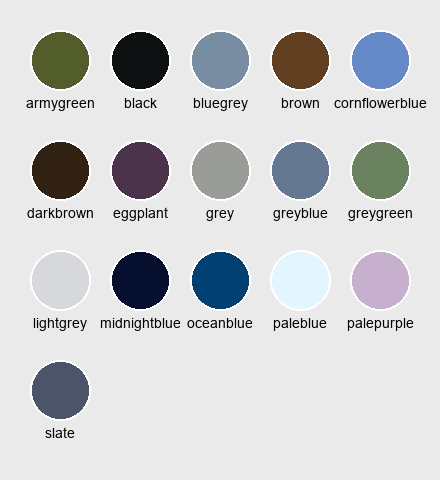 armygreen black bluegrey brown cornflowerblue
darkbrown eggplant grey greyblue greygreen
lightgrey midnightblue oceanblue paleblue palepurple
slate